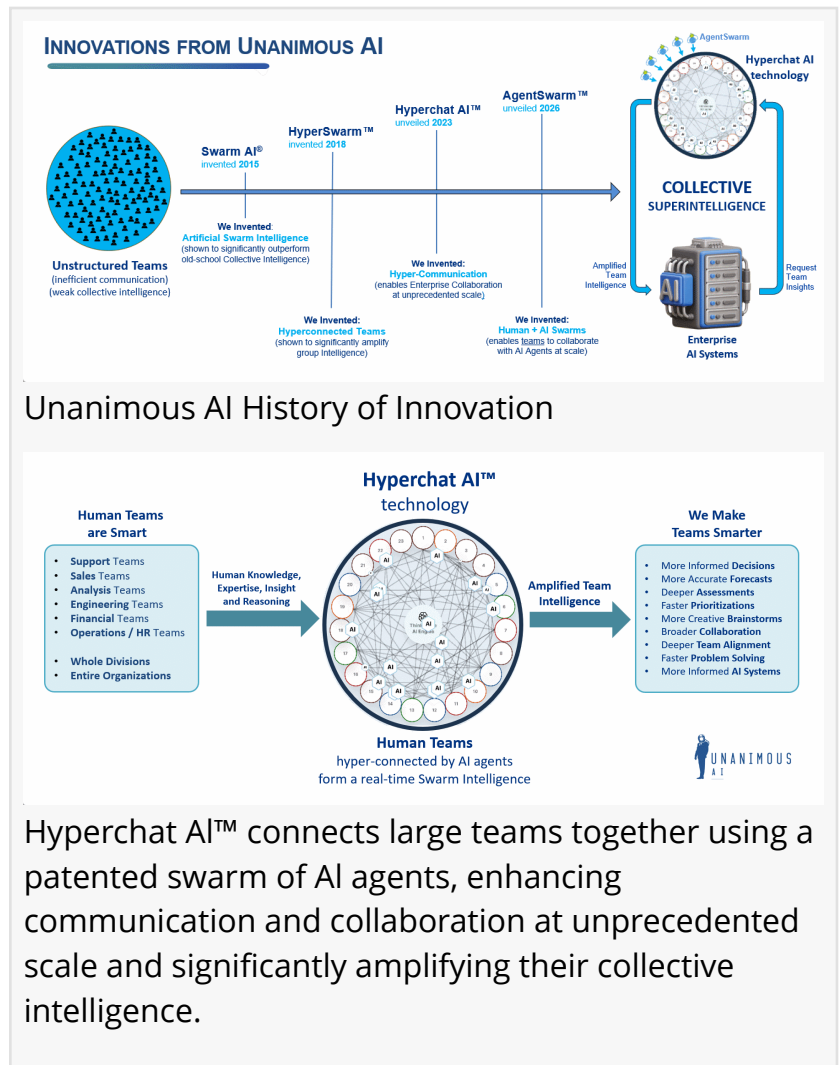 INNOVATIONS FROM UNANIMOUS AI
AgentSwarm
Hyperchat AI
technology
AgentSwarm™
unveiled 2026
Hyperchat AI™
unveiled 2023
HyperSwarm™
invented 2018
Swarm AI®
invented 2015
COLLECTIVE
SUPERINTELLIGENCE
We Invented:
Artificial Swarm Intelligence
(shown to significantly outperform
old-school Collective Intelligence)
Unstructured Teams
(inefficient communication)
(weak collective intelligence)
We Invented:
Hyper-Communication
(enables Enterprise Collaboration
at unprecedented scale)
Amplified
Team
Intelligence
AI
Request
Team
Insights
We Invented:
Hyperconnected Teams
(shown to significantly amplify
group Intelligence)
We Invented:
Human + AI Swarms
(enables teams to collaborate
with AI Agents at scale)
Enterprise
AI Systems
Unanimous AI History of Innovation
Hyperchat AI™
technology
Human Teams
are Smart
• Support Teams
• Sales Teams
• Analysis Teams
• Engineering Teams
• Financial Teams
• Operations / HR Teams
• Whole Divisions
• Entire Organizations
Human Knowledge,
Expertise, Insight
and Reasoning
Amplified Team
Intelligence
We Make
Teams Smarter
• More Informed Decisions
• More Accurate Forecasts
• Deeper Assessments
• Faster Prioritizations
• More Creative Brainstorms
• Broader Collaboration
• Deeper Team Alignment
• Faster Problem Solving
• More Informed AI Systems
Human Teams
hyper-connected by AI agents
form a real-time Swarm Intelligence
UNANIMOUS
A I
Hyperchat AI™ connects large teams together using a
patented swarm of AI agents, enhancing
communication and collaboration at unprecedented
scale and significantly amplifying their collective
intelligence.